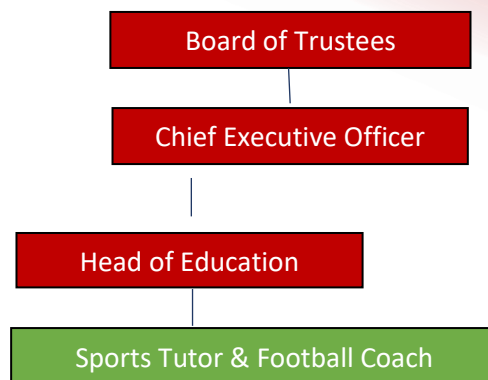 Board of Trustees
Chief Executive Officer
Head of Education
Sports Tutor & Football Coach